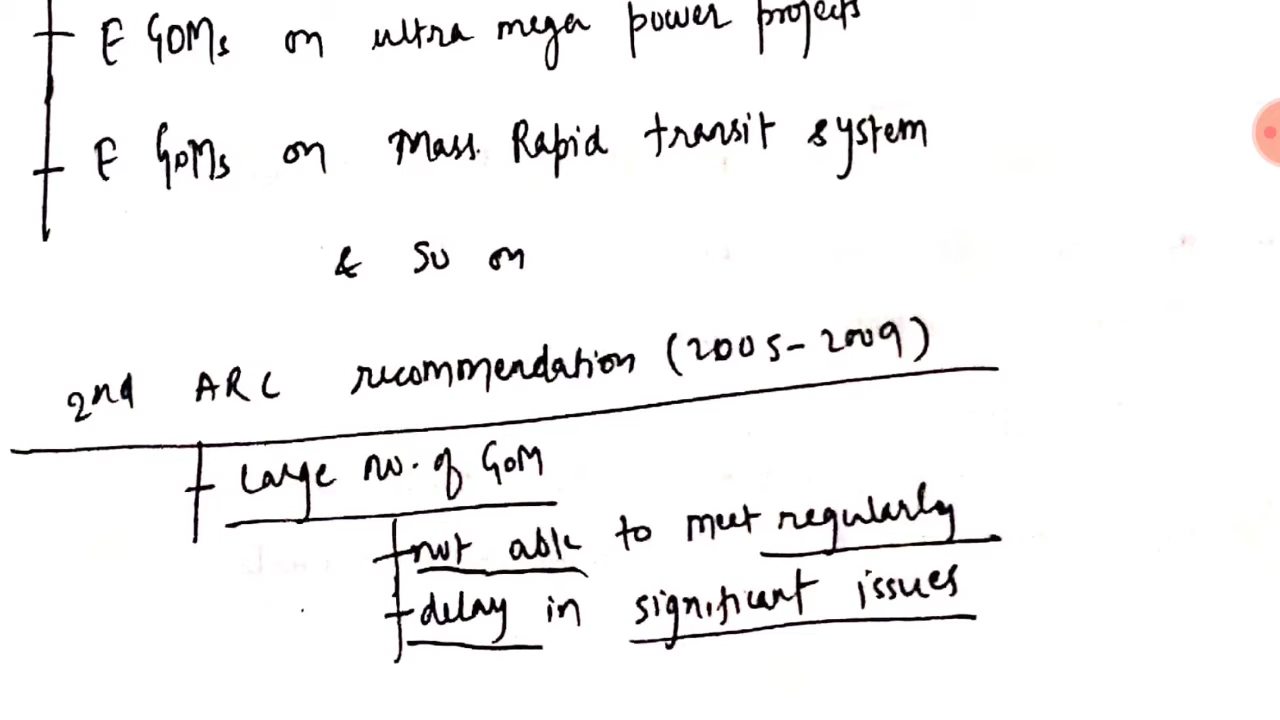 E GOMs on ultra mega power projects
E GoMs on Mass Rapid transit system
& so on
2nd ARC recommendation (2005-2009)
Large no. of GoM
not able to meet regularly
delay in significant issues